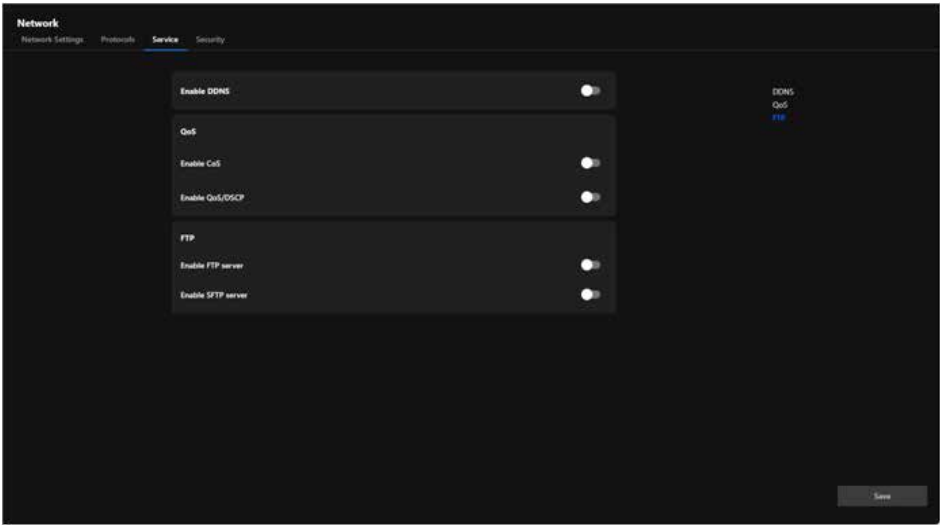 Network
Network Settings Protocols Service Security
Enable DDNS
QoS
Enable CoS
Enable QoS/DSCP
FTP
Enable FTP server
Enable SFTP server
DDNS
QoS
FTP
Save